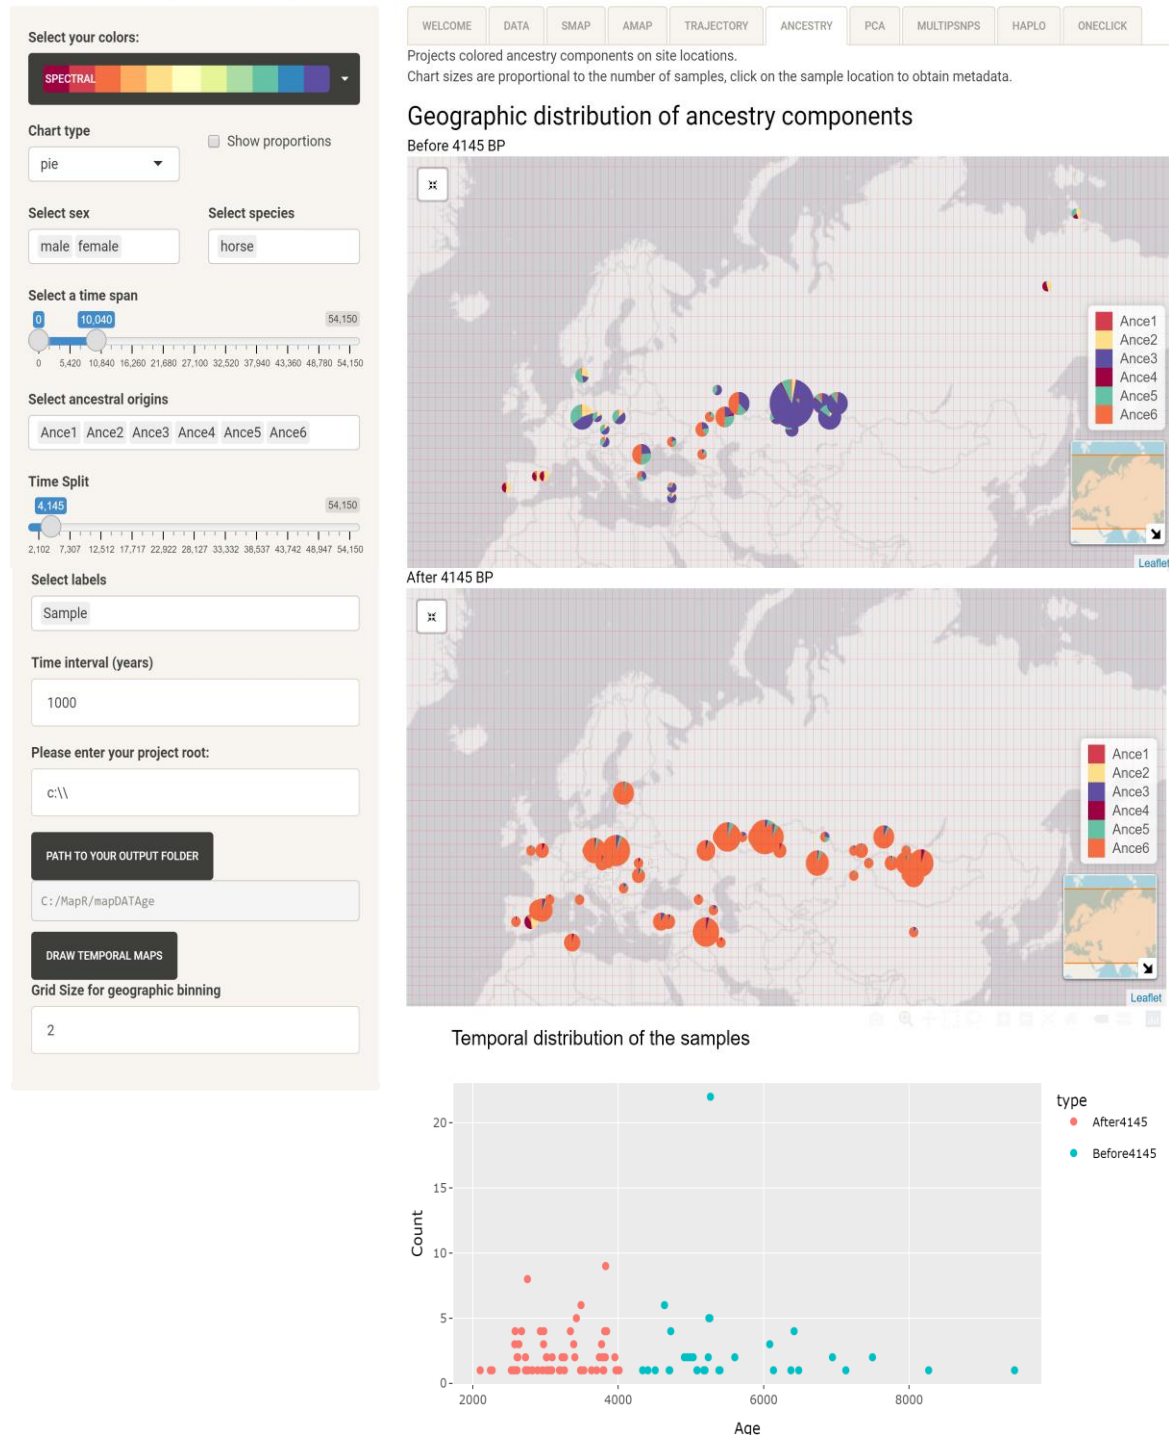 Select your colors:
SPECTRAL
Chart type
Show proportions
pie
Select sex
Select species
male female
horse
Select a time span
0 10,040 54,150
0 5,420 10,840 16,260 21,680 27,100 32,520 37,940 43,360 48,780 54,150
Select ancestral origins
Ance1 Ance2 Ance3 Ance4 Ance5 Ance6
Time Split
4,145 54,150
2,102 7,307 12,512 17,717 22,922 28,127 33,332 38,537 43,742 48,947 54,150
Select labels
Sample
Time interval (years)
1000
Please enter your project root:
c:\\
PATH TO YOUR OUTPUT FOLDER
C:/MapR/mapDATAge
DRAW TEMPORAL MAPS
Grid Size for geographic binning
2
WELCOME DATA SMAP AMAP TRAJECTORY ANCESTRY PCA MULTIPSNPS HAPLO ONECLICK
Projects colored ancestry components on site locations.
Chart sizes are proportional to the number of samples, click on the sample location to obtain metadata.
Geographic distribution of ancestry components
Before 4145 BP
Ance1
Ance2
Ance3
Ance4
Ance5
Ance6
Leaflet
After 4145 BP
Ance1
Ance2
Ance3
Ance4
Ance5
Ance6
Leaflet
Temporal distribution of the samples
type
After4145
Before4145
Count
20
15
10
5
0
2000 4000 6000 8000
Age